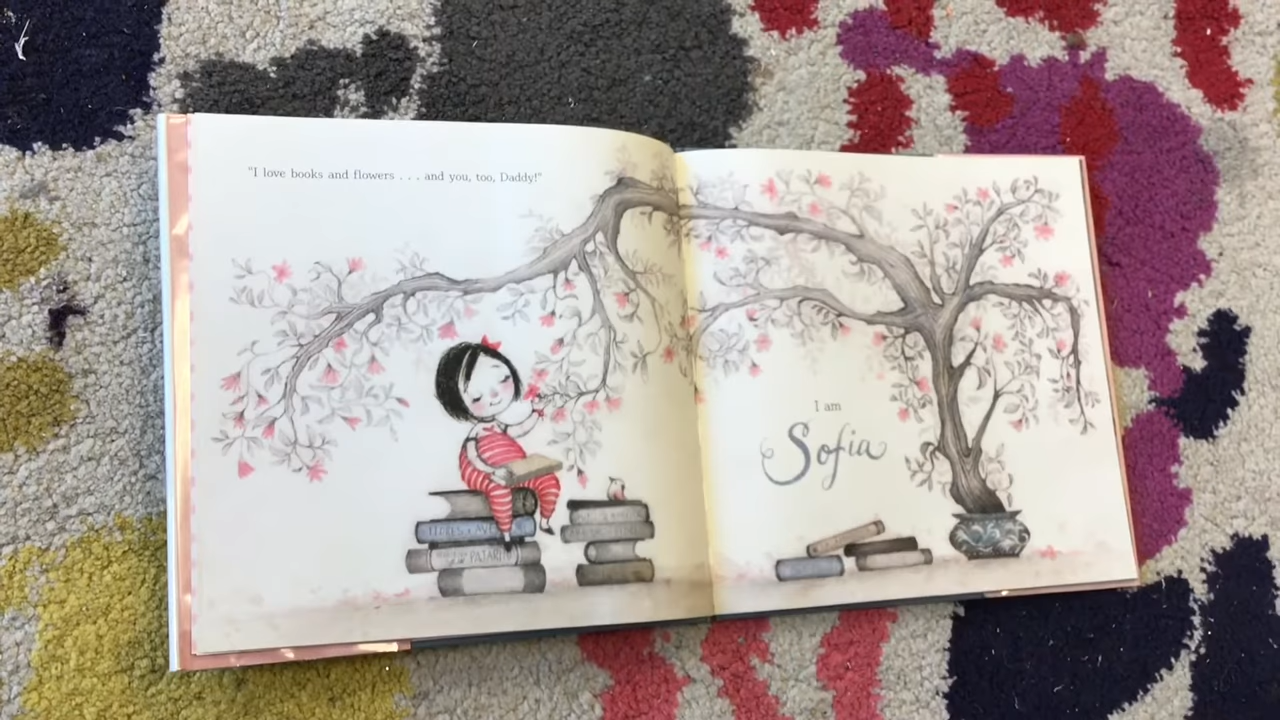 "I love books and flowers . . . and you, too, Daddy!"
I am
Sofia